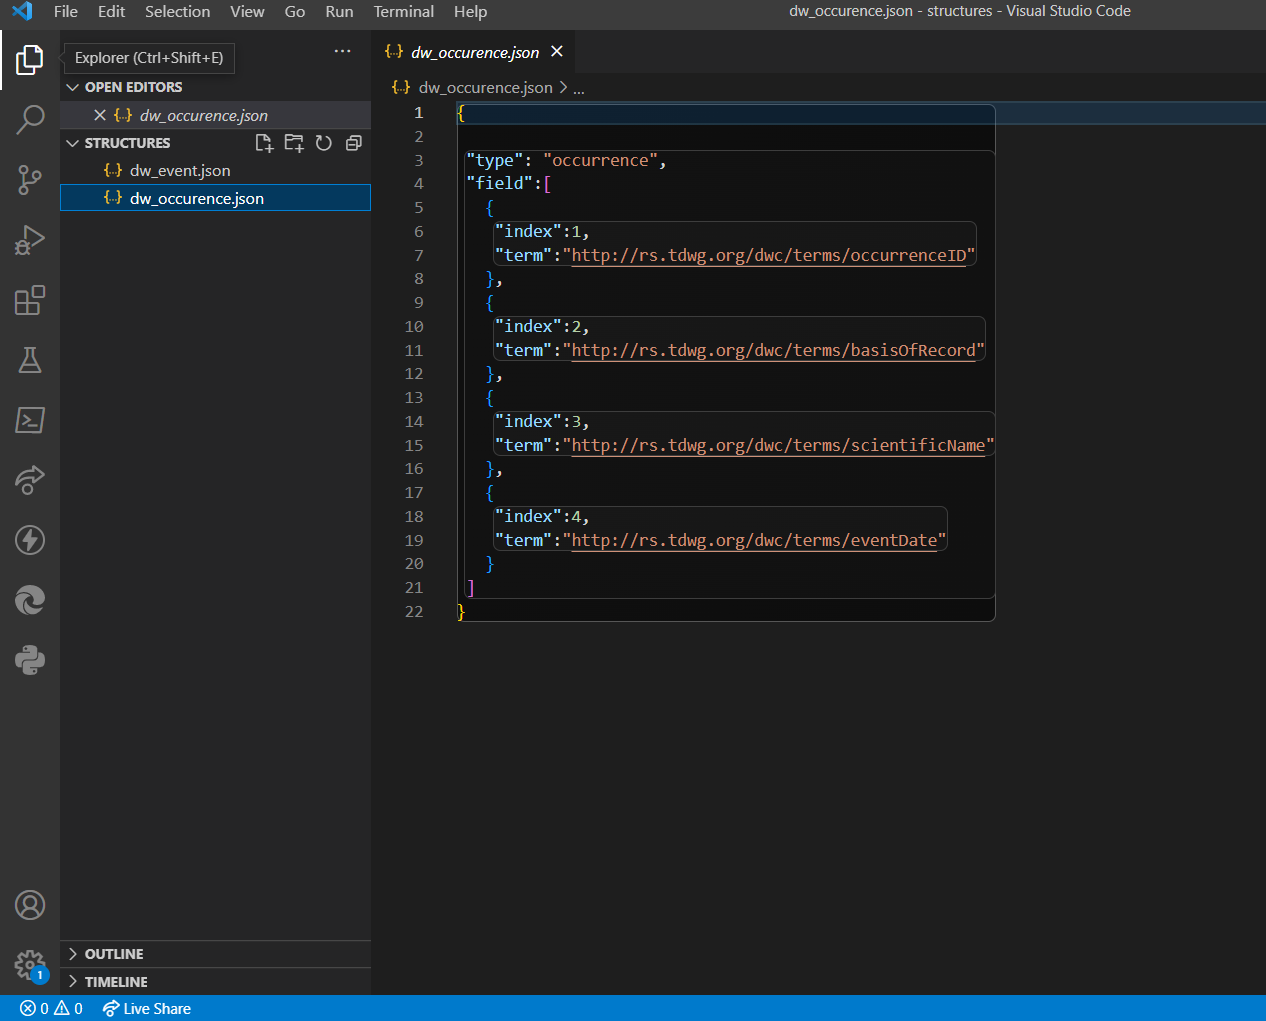 File Edit Selection View Go Run Terminal Help
dw_occurence.json - structures - Visual Studio Code
Explorer (Ctrl+Shift+E)
...
OPEN EDITORS
{..} dw_occurence.json
STRUCTURES
{..} dw_event.json
{..} dw_occurence.json
OUTLINE
TIMELINE
{..} dw_occurence.json
{..} dw_occurence.json > ...
1 {
2
3 "type": "occurrence",
4 "field":[
5 {
6 "index":1,
7 "term":"http://rs.tdwg.org/dwc/terms/occurrenceID"
8 },
9 {
10 "index":2,
11 "term":"http://rs.tdwg.org/dwc/terms/basisOfRecord"
12 },
13 {
14 "index":3,
15 "term":"http://rs.tdwg.org/dwc/terms/scientificName"
16 },
17 {
18 "index":4,
19 "term":"http://rs.tdwg.org/dwc/terms/eventDate"
20 }
21 ]
22 }
1
0 0 Live Share